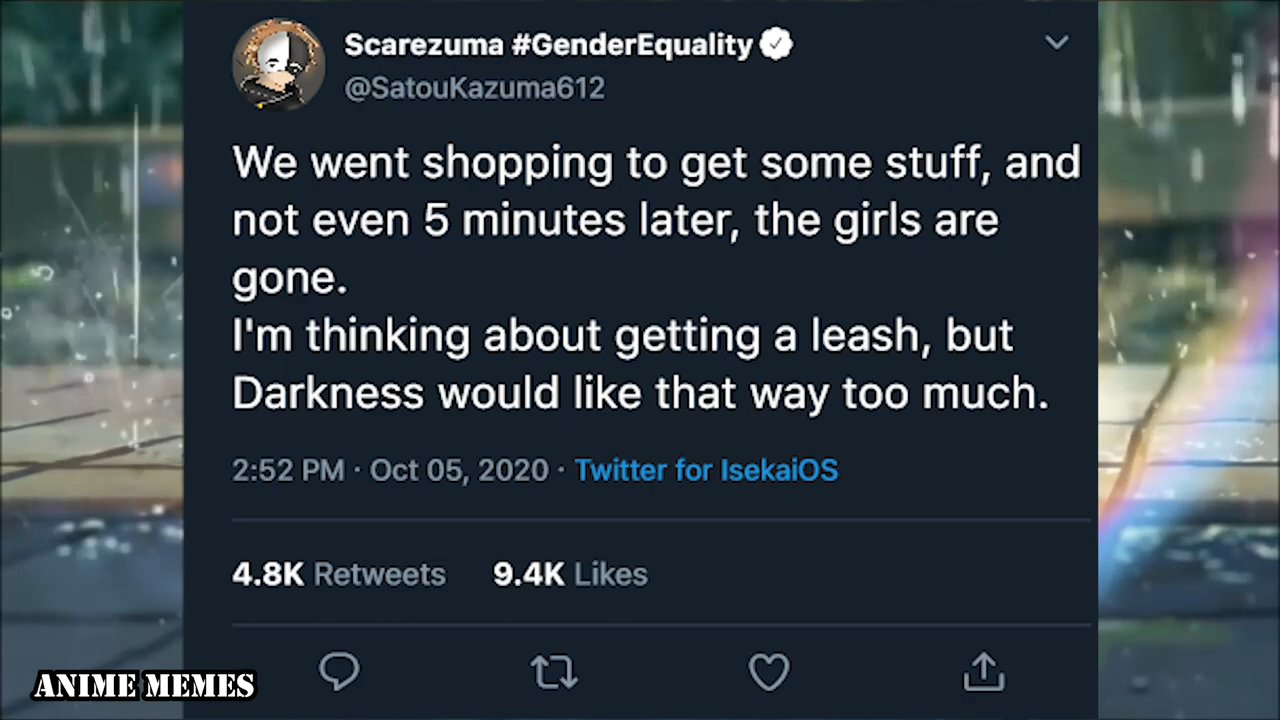 Scarezuma #GenderEquality
@SatouKazuma612
We went shopping to get some stuff, and
not even 5 minutes later, the girls are
gone.
I'm thinking about getting a leash, but
Darkness would like that way too much.
2:52 PM · Oct 05, 2020 · Twitter for IsekaiOS
4.8K Retweets 9.4K Likes
ANIME MEMES